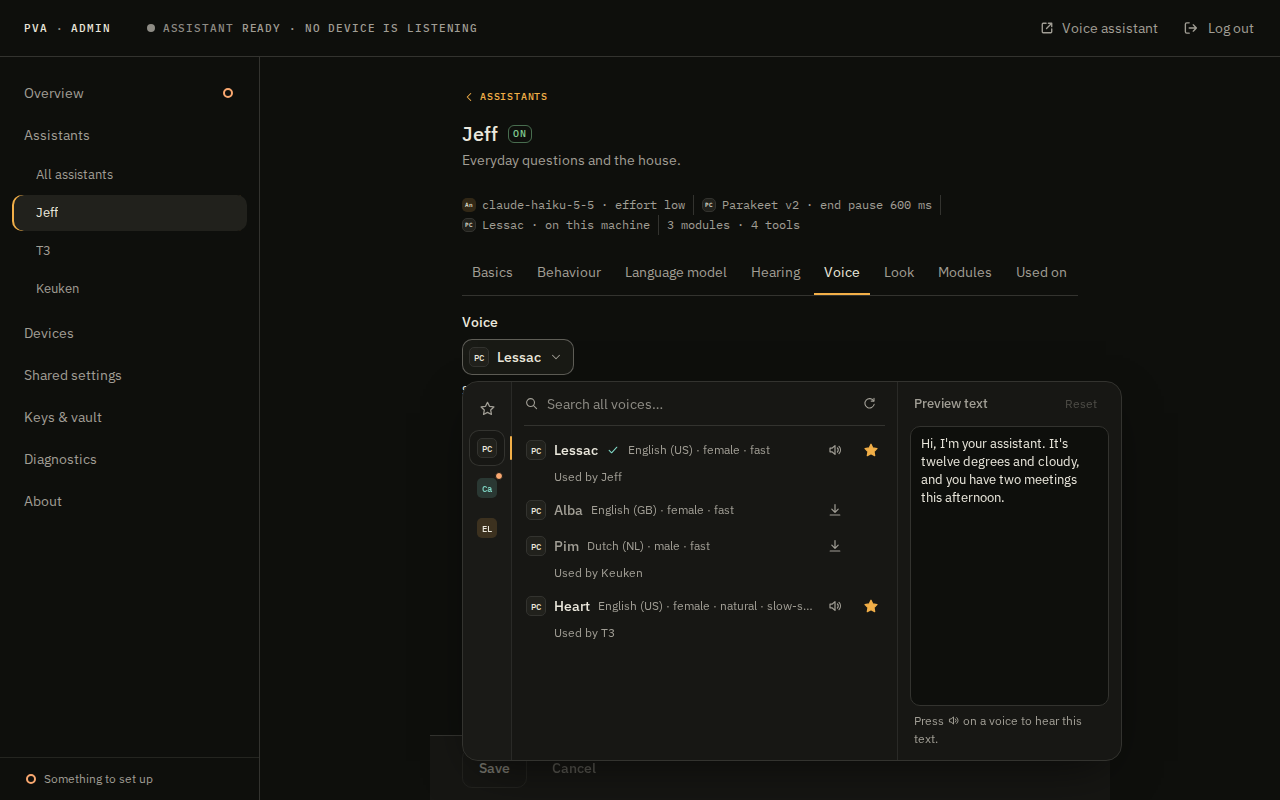 PVA · ADMIN
ASSISTANT READY · NO DEVICE IS LISTENING
Voice assistant
Log out
Overview
Assistants
All assistants
Jeff
T3
Keuken
Devices
Shared settings
Keys & vault
Diagnostics
About
Something to set up
ASSISTANTS
Jeff ON
Everyday questions and the house.
An claude-haiku-5-5 · effort low PC Parakeet v2 · end pause 600 ms
PC Lessac · on this machine 3 modules · 4 tools
Basics Behaviour Language model Hearing Voice Look Modules Used on
Voice
PC Lessac
Search all voices...
PC
Ca
EL
PC Lessac English (US) · female · fast
Used by Jeff
PC Alba English (GB) · female · fast
PC Pim Dutch (NL) · male · fast
Used by Keuken
PC Heart English (US) · female · natural · slow-s...
Used by T3
Preview text Reset
Hi, I'm your assistant. It's
twelve degrees and cloudy,
and you have two meetings
this afternoon.
Press on a voice to hear this
text.
Save Cancel